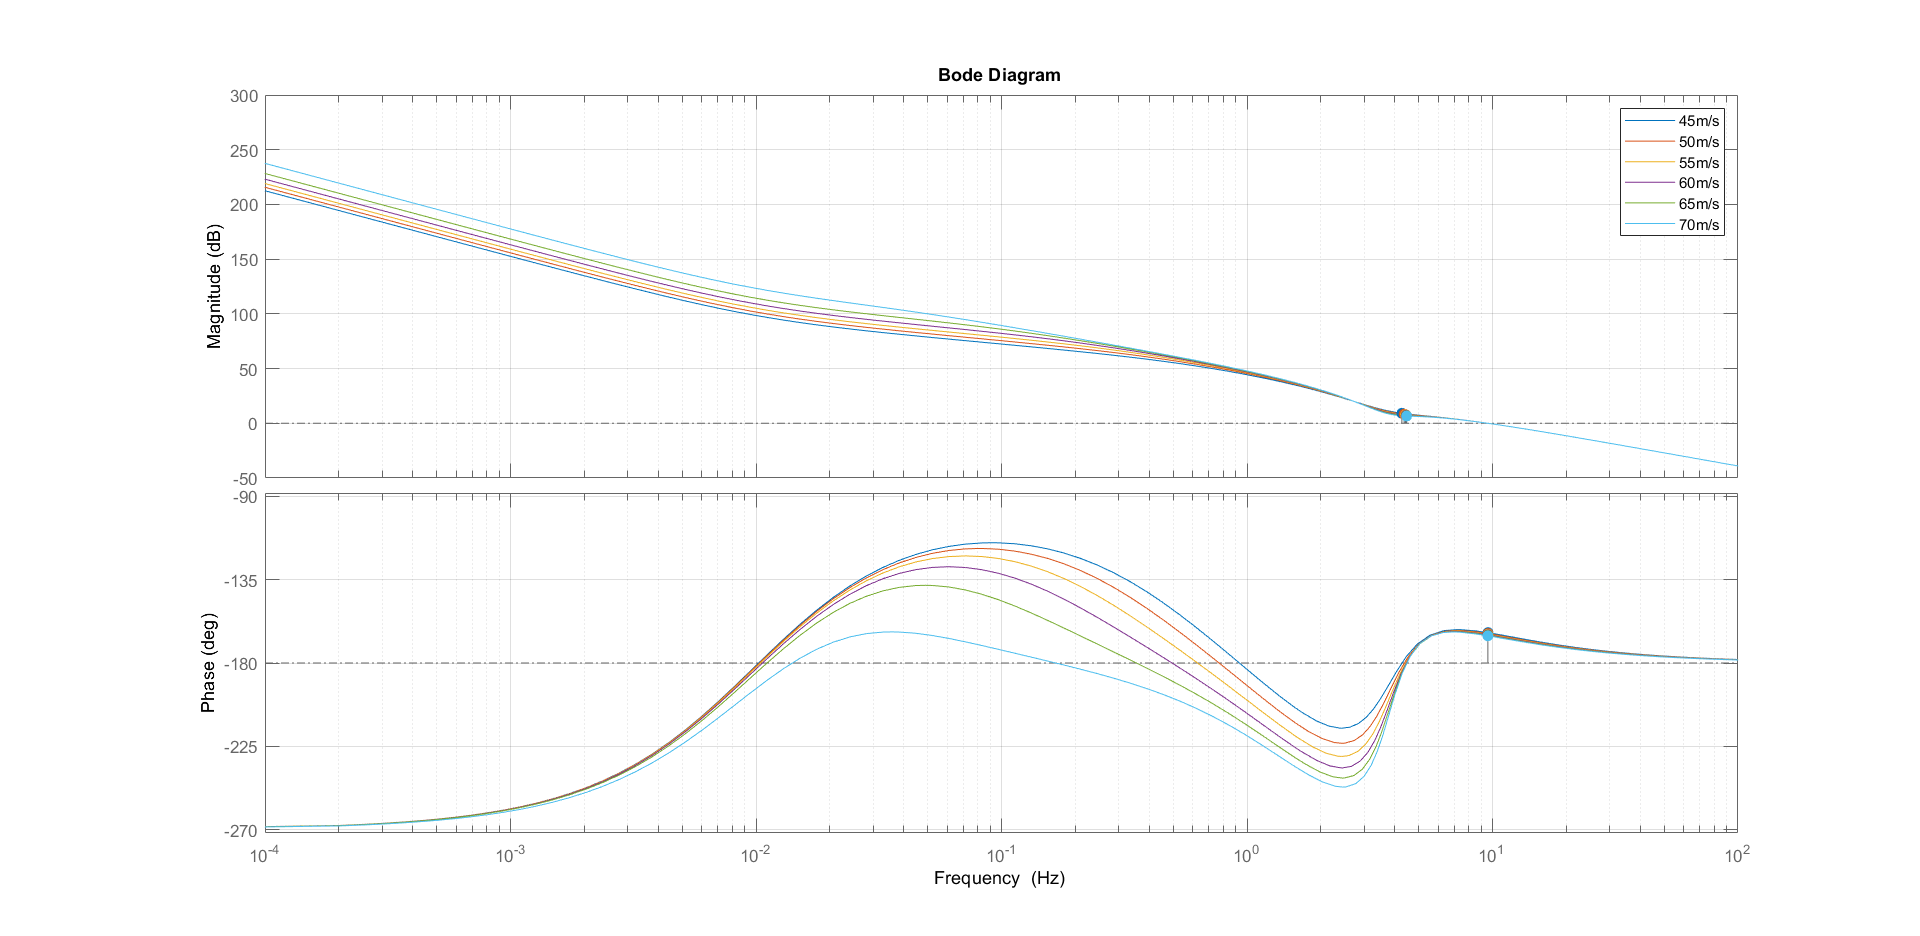 Bode Diagram
300
250
200
150
100
50
0
-50
Magnitude (dB)
45m/s
50m/s
55m/s
60m/s
65m/s
70m/s
-90
-135
-180
-225
-270
Phase (deg)
10^-4
10^-3
10^-2
10^-1
10^0
10^1
10^2
Frequency (Hz)